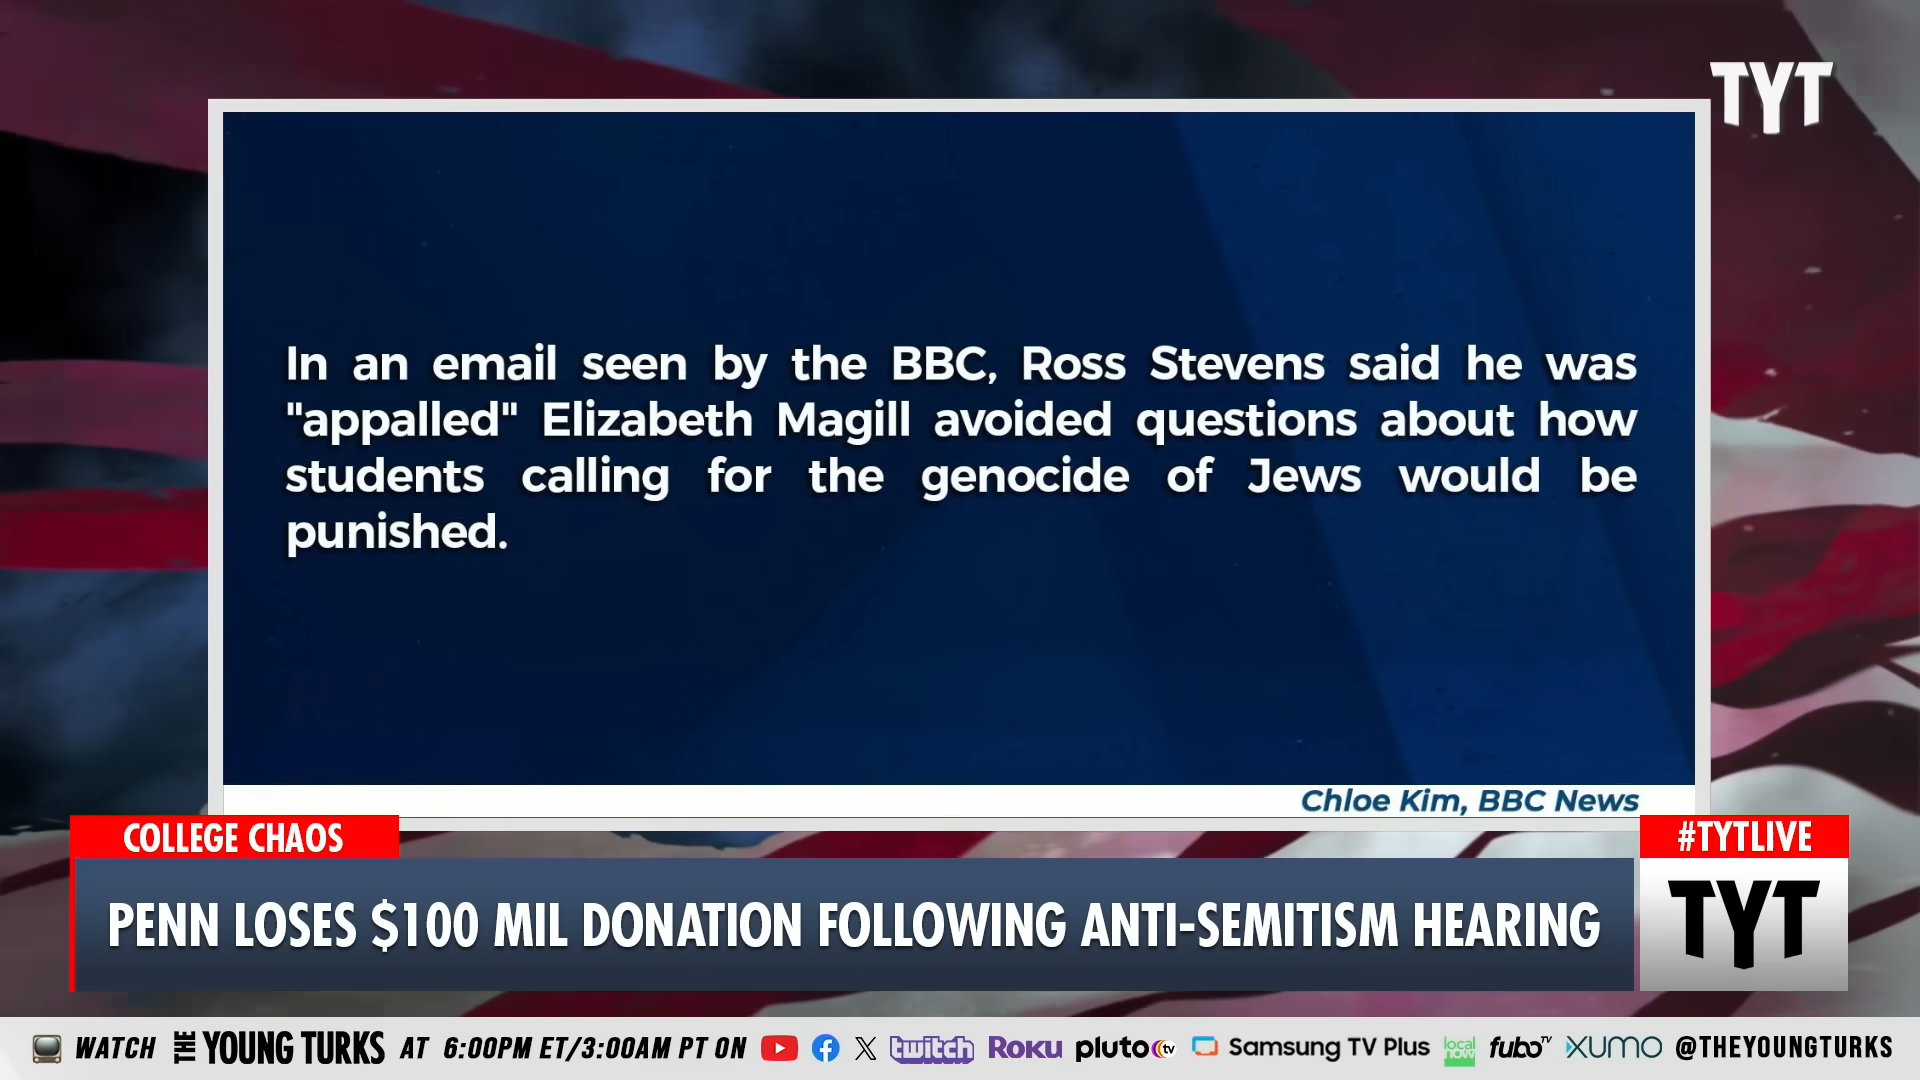 TYT
In an email seen by the BBC, Ross Stevens said he was
"appalled" Elizabeth Magill avoided questions about how
students calling for the genocide of Jews would be
punished.
Chloe Kim, BBC News
COLLEGE CHAOS
#TYTLIVE
PENN LOSES $100 MIL DONATION FOLLOWING ANTI-SEMITISM HEARING
TYT
WATCH THE YOUNG TURKS AT 6:00PM ET/3:00AM PT ON twitch ROKU pluto tv SAMSUNG TV Plus local now fubo TV XUMO @THEYOUNGTURKS